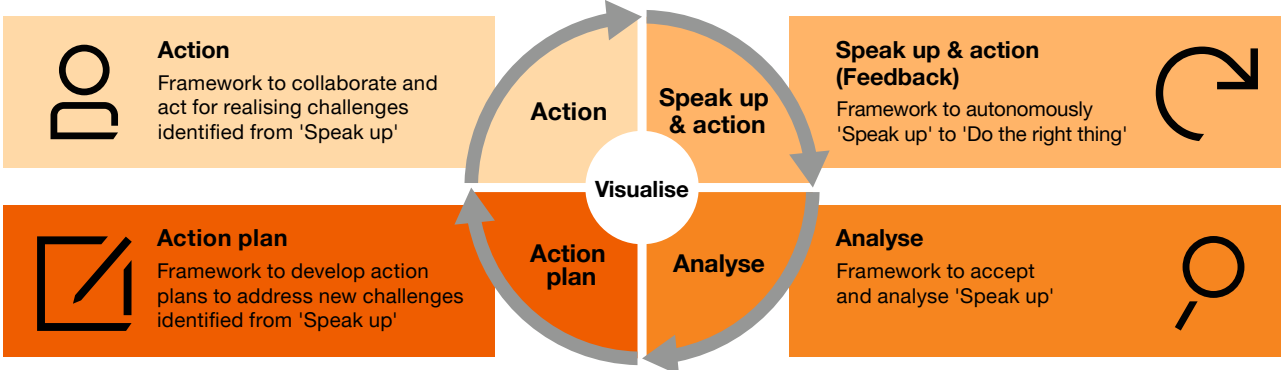 Action
Framework to collaborate and
act for realising challenges
identified from 'Speak up'
Action
Speak up
& action
Speak up & action
(Feedback)
Framework to autonomously
'Speak up' to 'Do the right thing'
Visualise
Action plan
Framework to develop action
plans to address new challenges
identified from 'Speak up'
Action
plan
Analyse
Analyse
Framework to accept
and analyse 'Speak up'